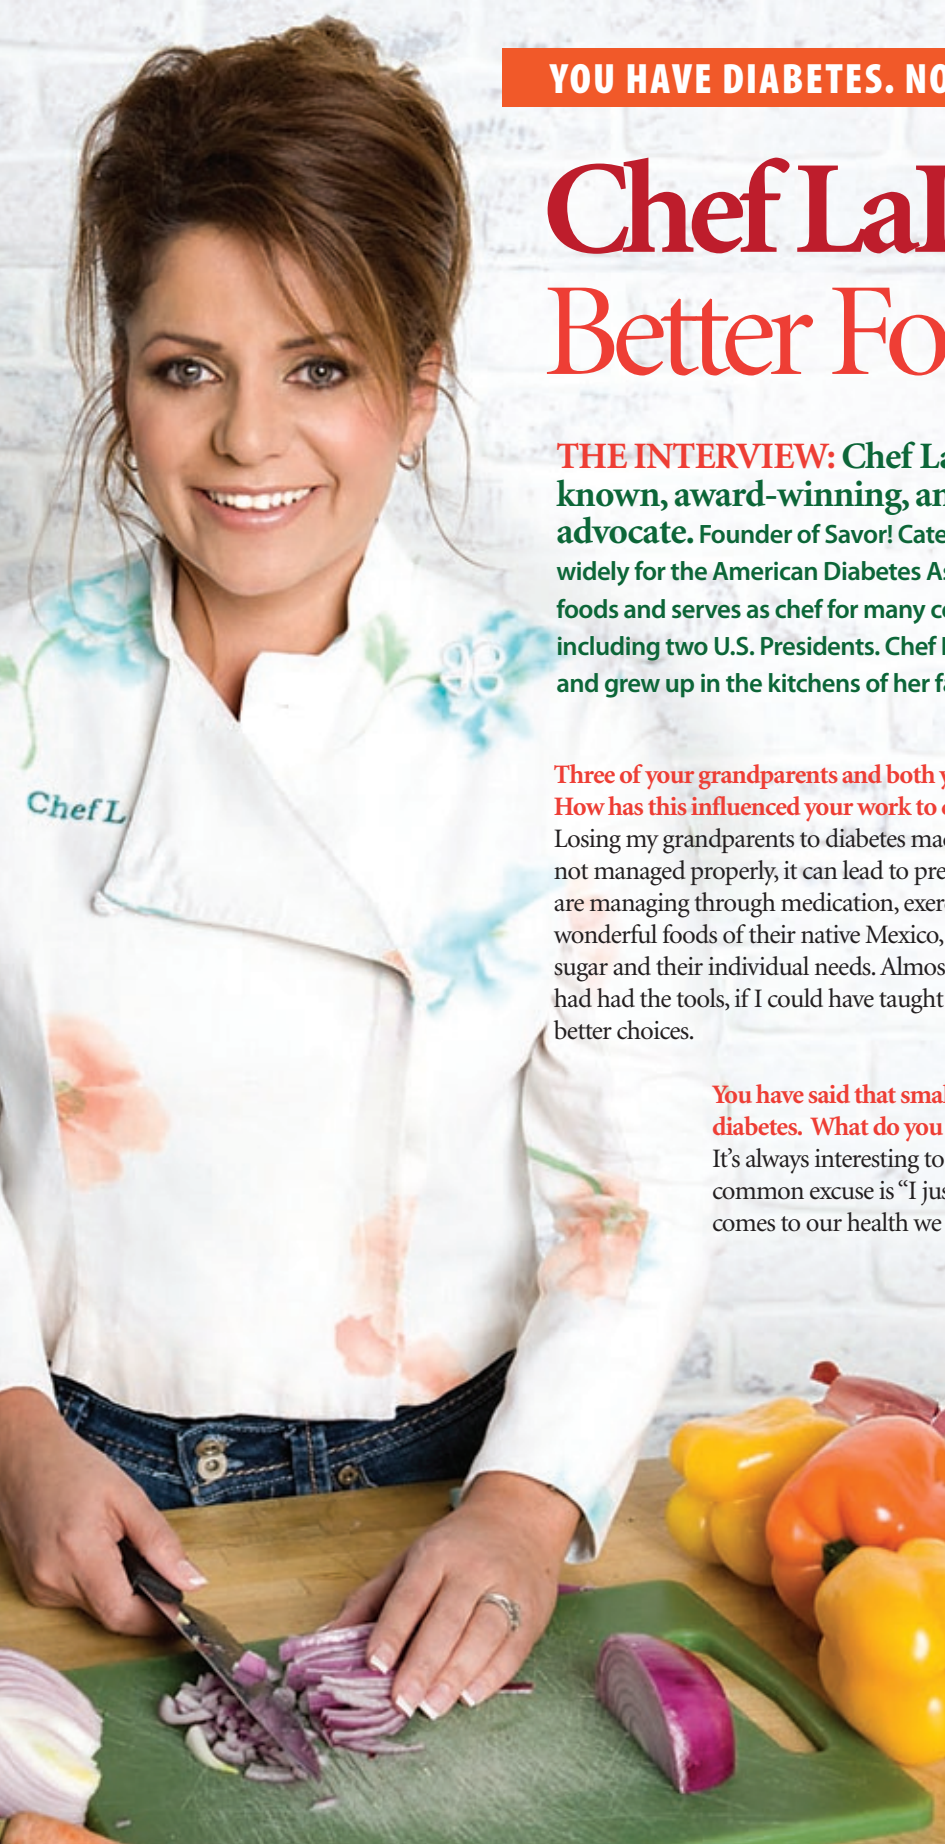 YOU HAVE DIABETES. NO
Chef La
Better Fo
THE INTERVIEW: Chef La
known, award-winning, an
advocate. Founder of Savor! Cate
widely for the American Diabetes As
foods and serves as chef for many c
including two U.S. Presidents. Chef
and grew up in the kitchens of her fa
Three of your grandparents and both y
How has this influenced your work to
Losing my grandparents to diabetes mad
not managed properly, it can lead to pre
are managing through medication, exer
wonderful foods of their native Mexico,
sugar and their individual needs. Almos
had had the tools, if I could have taught
better choices.
You have said that smal
diabetes. What do you
It’s always interesting to
common excuse is “I jus
comes to our health we
Chef L